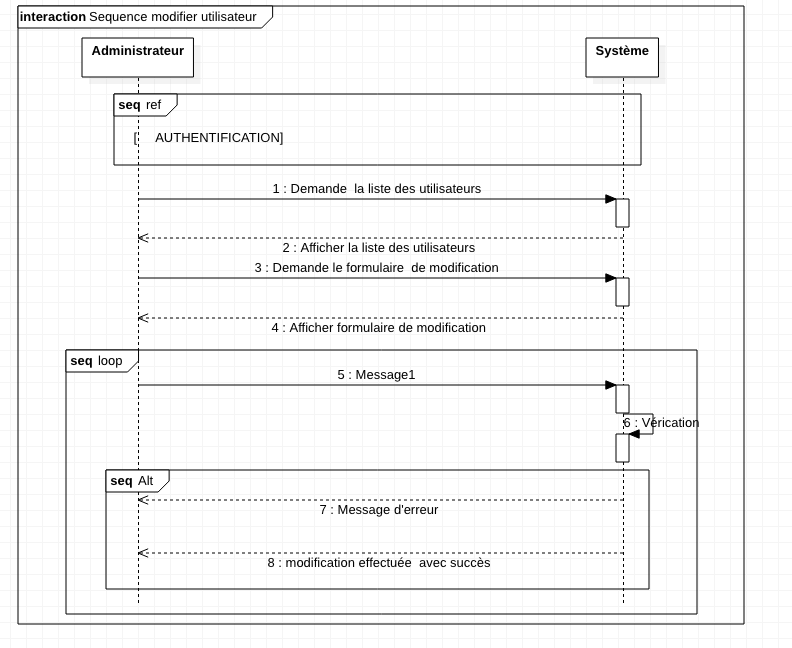 interaction Sequence modifier utilisateur
Administrateur
Système
seq ref
[ AUTHENTIFICATION]
1 : Demande la liste des utilisateurs
2 : Afficher la liste des utilisateurs
3 : Demande le formulaire de modification
4 : Afficher formulaire de modification
seq loop
5 : Message1
6 : Vérication
seq Alt
7 : Message d'erreur
8 : modification effectuée avec succès